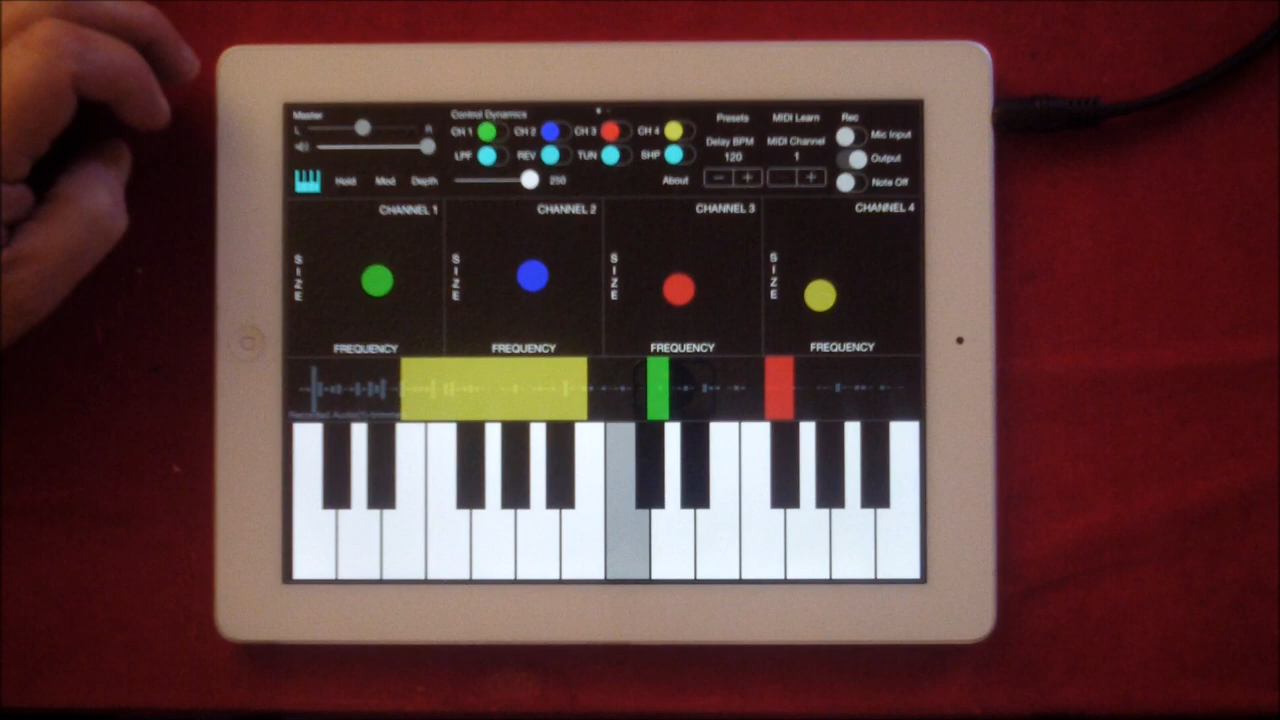 Master
Control Dynamics
Presets
MIDI Learn
Rec
L
R
CH 1
CH 2
CH 3
CH 4
Mic Input
Delay BPM
MIDI Channel
LPF
REV
TUN
SHP
120
1
Output
Hold
Mod
Depth
250
About
− +
+
Note Off
CHANNEL 1
CHANNEL 2
CHANNEL 3
CHANNEL 4
SIZE
SIZE
SIZE
SIZE
FREQUENCY
FREQUENCY
FREQUENCY
FREQUENCY
Recorded Audio